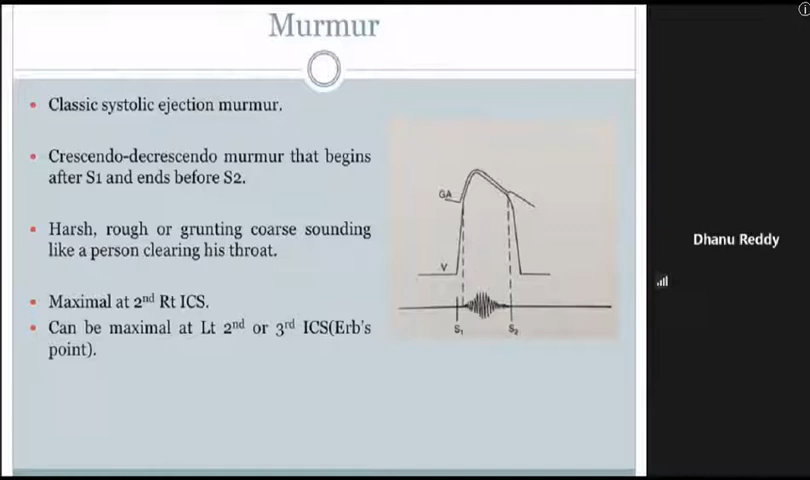 Murmur
• Classic systolic ejection murmur.
• Crescendo-decrescendo murmur that begins
after S1 and ends before S2.
• Harsh, rough or grunting coarse sounding
like a person clearing his throat.
• Maximal at 2nd Rt ICS.
• Can be maximal at Lt 2nd or 3rd ICS(Erb's
point).
GA
V
S₁
S₂
Dhanu Reddy